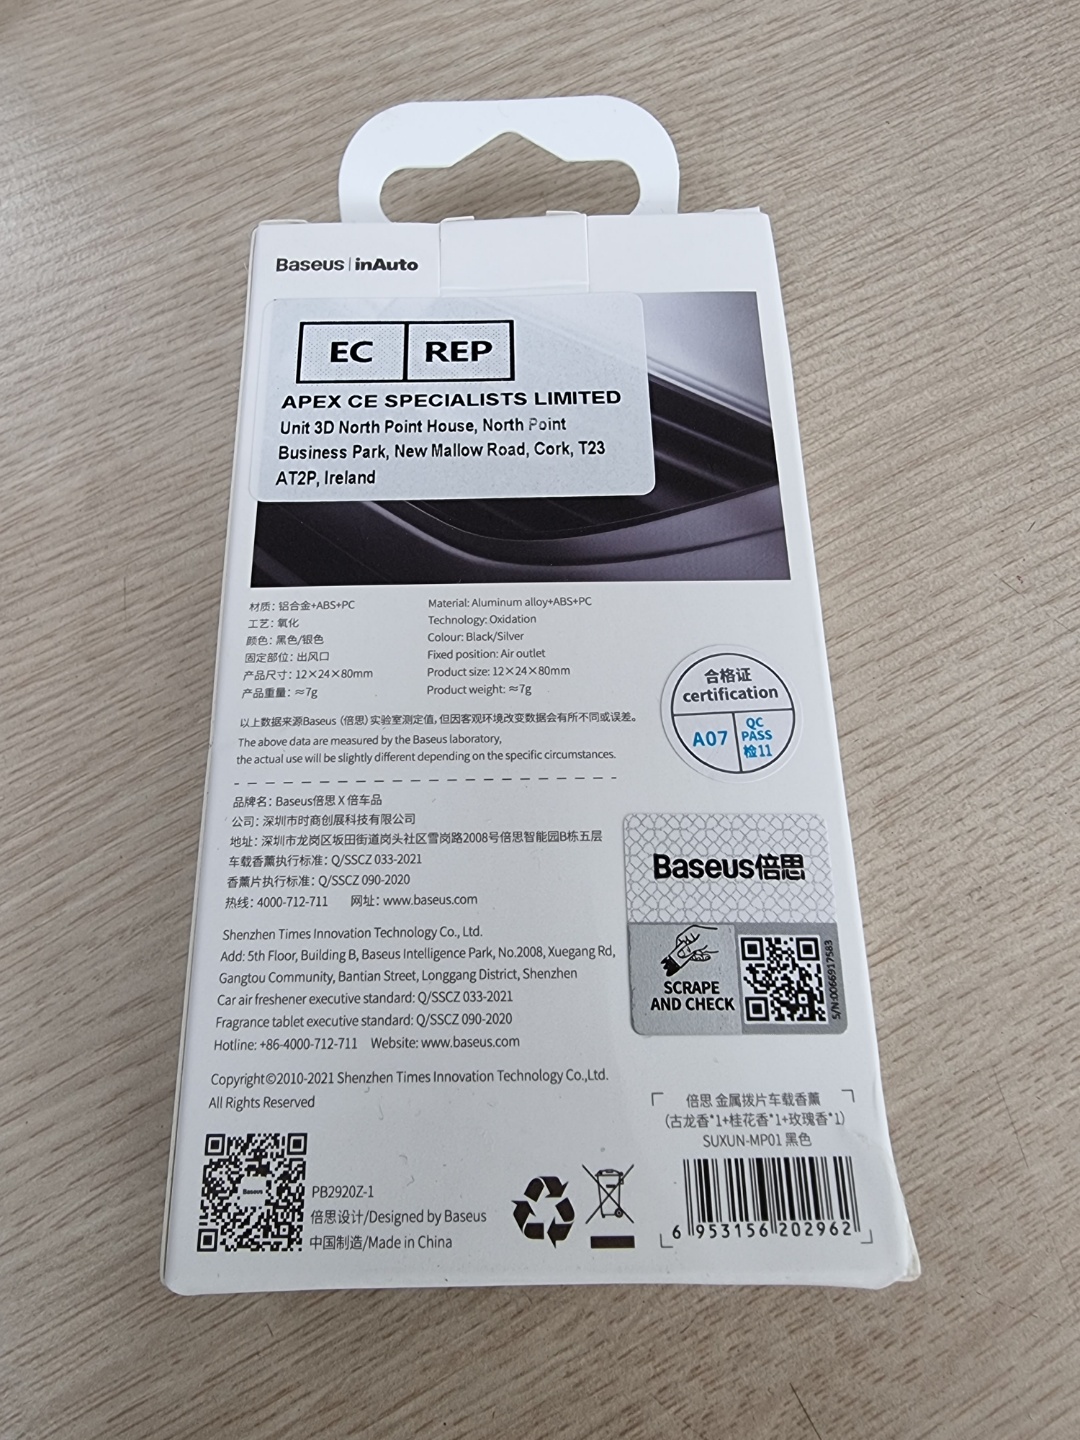 Baseus | inAuto
EC REP
APEX CE SPECIALISTS LIMITED
Unit 3D North Point House, North Point
Business Park, New Mallow Road, Cork, T23
AT2P, Ireland
材质：铝合金+ABS+PC
工艺：氧化
颜色：黑色/银色
固定部位：出风口
产品尺寸：12×24×80mm
产品重量：≈7g
Material: Aluminum alloy+ABS+PC
Technology: Oxidation
Colour: Black/Silver
Fixed position: Air outlet
Product size: 12×24×80mm
Product weight: ≈7g
以上数据来源Baseus（倍思）实验室测定值，但因客观环境改变数据会有所不同或误差。
The above data are measured by the Baseus laboratory,
the actual use will be slightly different depending on the specific circumstances.
合格证
certification
A07
QC
PASS
检11
品牌名：Baseus倍思 X 倍车品
公司：深圳市时商创展科技有限公司
地址：深圳市龙岗区坂田街道岗头社区雪岗路2008号倍思智能园B栋五层
车载香薰执行标准：Q/SSCZ 033-2021
香薰片执行标准：Q/SSCZ 090-2020
热线：4000-712-711 网址：www.baseus.com
Shenzhen Times Innovation Technology Co., Ltd.
Add: 5th Floor, Building B, Baseus Intelligence Park, No.2008, Xuegang Rd,
Gangtou Community, Bantian Street, Longgang District, Shenzhen
Car air freshener executive standard: Q/SSCZ 033-2021
Fragrance tablet executive standard: Q/SSCZ 090-2020
Hotline: +86-4000-712-711 Website: www.baseus.com
Copyright©2010-2021 Shenzhen Times Innovation Technology Co.,Ltd.
All Rights Reserved
Baseus倍思
SCRAPE
AND CHECK
S/N:0066917583
Baseus
PB2920Z-1
倍思设计/Designed by Baseus
中国制造/Made in China
倍思 金属拨片车载香薰
（古龙香*1+桂花香*1+玫瑰香*1）
SUXUN-MP01 黑色
6 953156 202962